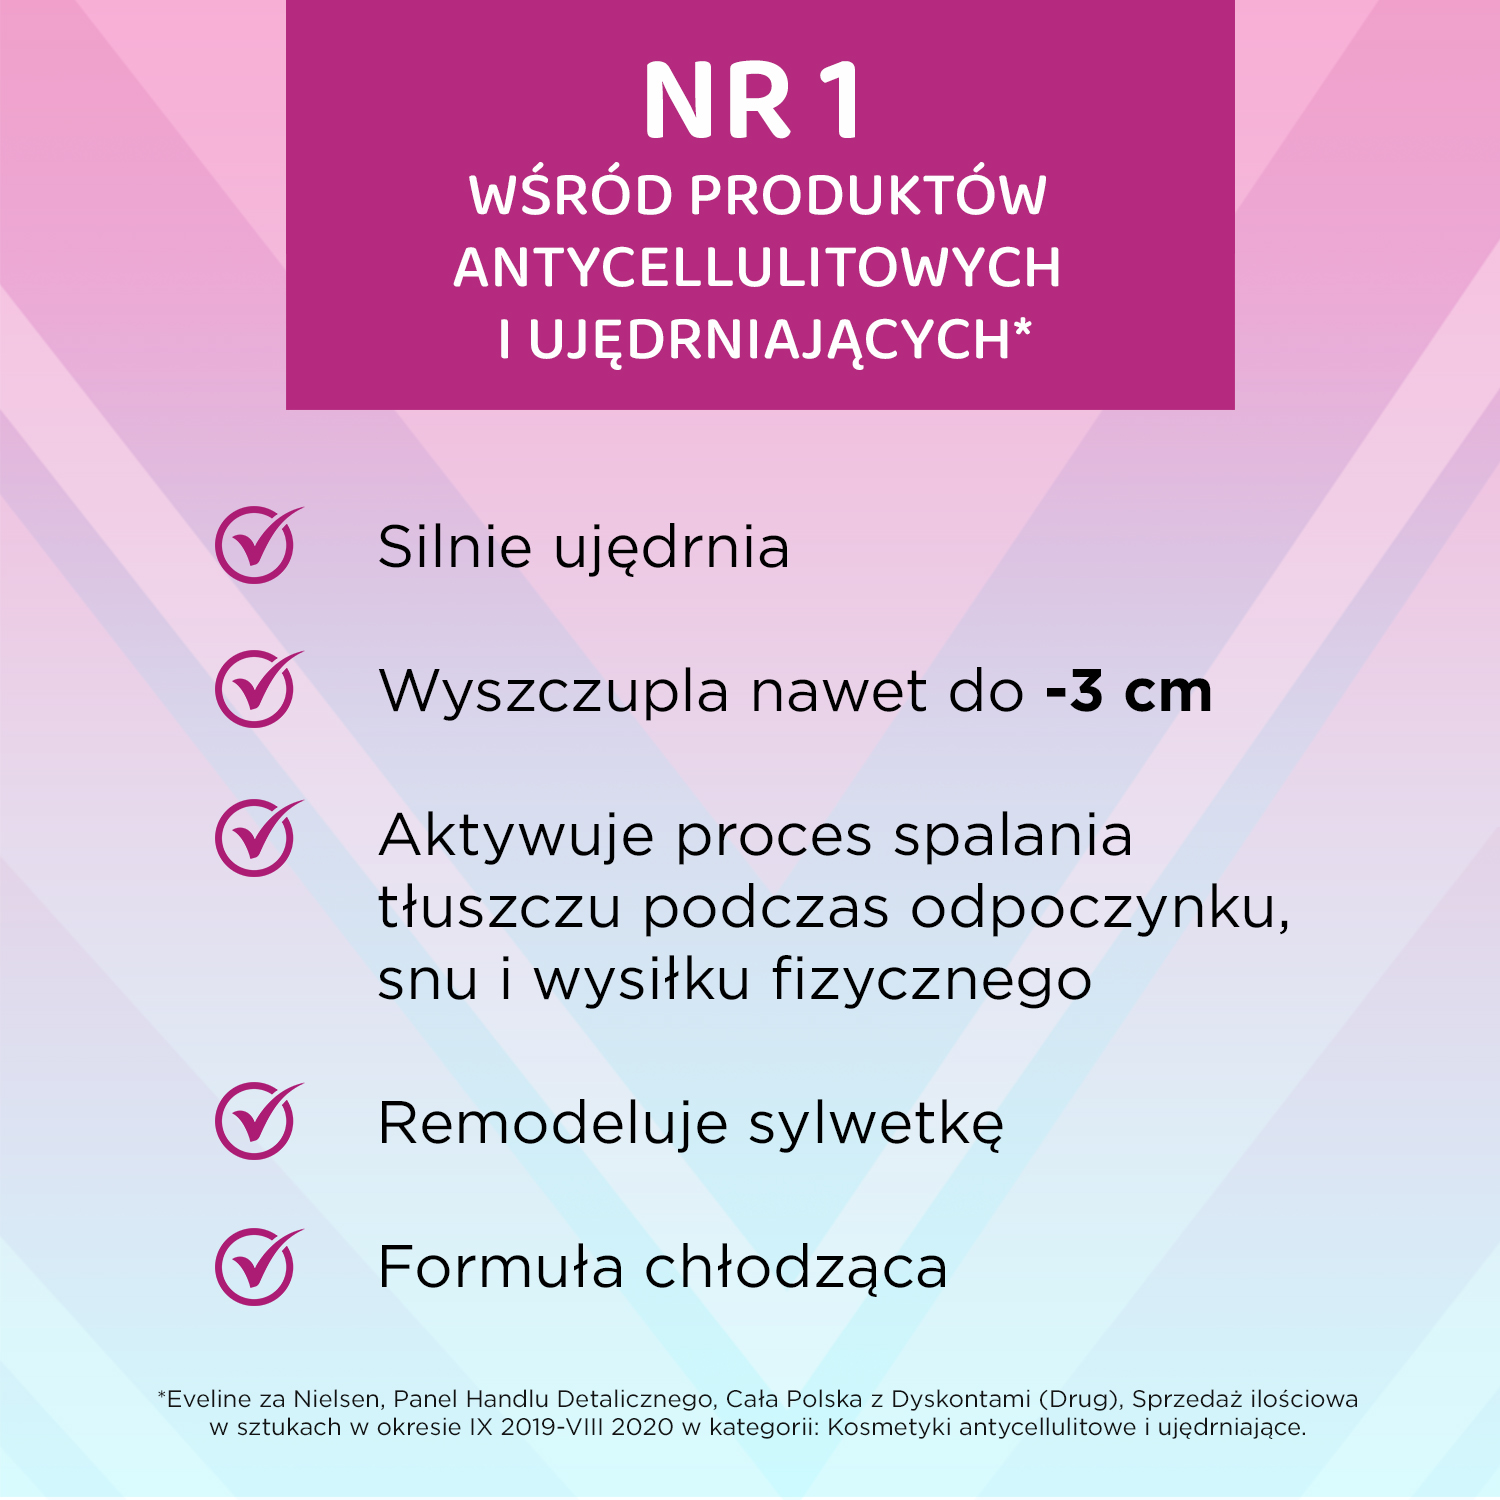 NR 1
WŚRÓD PRODUKTÓW
ANTYCELLULITOWYCH
I UJĘDRNIAJĄCYCH*
Silnie ujędrnia
Wyszczupla nawet do -3 cm
Aktywuje proces spalania
tłuszczu podczas odpoczynku,
snu i wysiłku fizycznego
Remodeluje sylwetkę
Formuła chłodząca
*Eveline za Nielsen, Panel Handlu Detalicznego, Cała Polska z Dyskontami (Drug), Sprzedaż ilościowa
w sztukach w okresie IX 2019-VIII 2020 w kategorii: Kosmetyki antycellulitowe i ujędrniające.